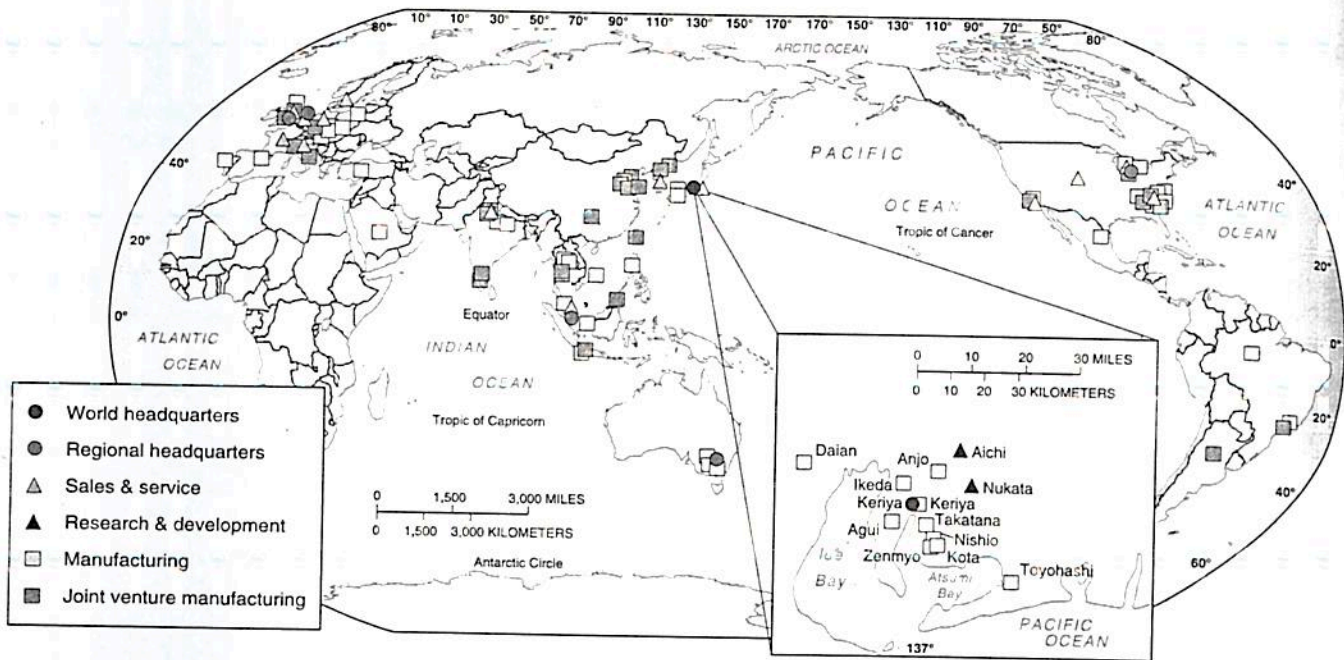 80° 10° 30° 50° 70° 90° 110° 130° 150° 170° 170° 150° 130° 110° 90° 70° 50° 30° 10° 80°
ARCTIC OCEAN
40°
PACIFIC
OCEAN
Tropic of Cancer
40°
ATLANTIC
OCEAN
20°
20°
0°
Equator
ATLANTIC
OCEAN
INDIAN
OCEAN
Tropic of Capricorn
0°
20°
40°
60°
World headquarters
Regional headquarters
Sales & service
Research & development
Manufacturing
Joint venture manufacturing
0 1,500 3,000 MILES
0 1,500 3,000 KILOMETERS
Antarctic Circle
0 10 20 30 MILES
0 10 20 30 KILOMETERS
Daian
Anjo
Aichi
Ikeda
Nukata
Keriya
Keriya
Agui
Takatana
Nishio
Zenmyo
Kota
Bay
Atsumi
Bay
Toyohashi
PACIFIC
OCEAN
137°